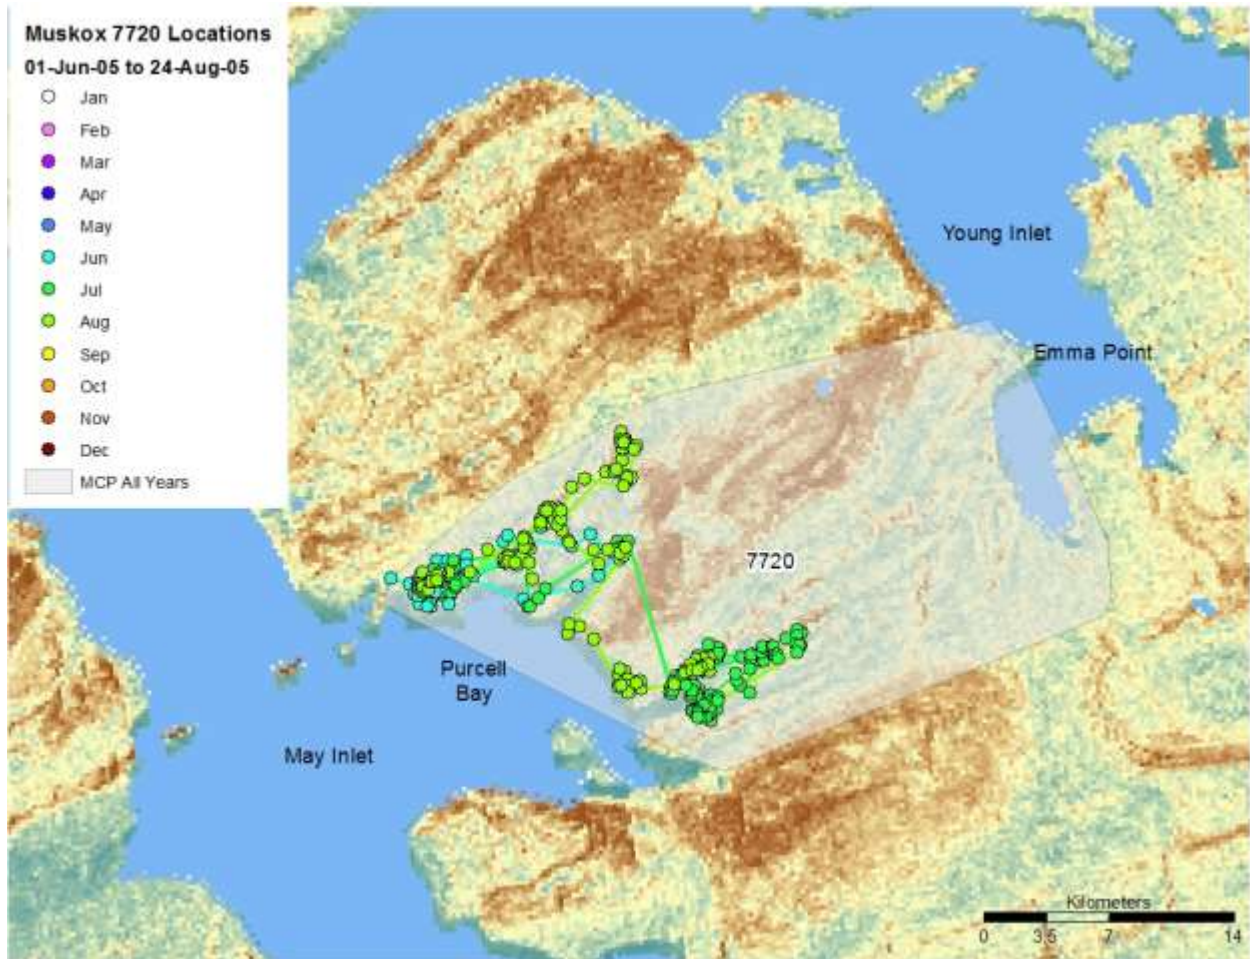 Muskox 7720 Locations
01-Jun-05 to 24-Aug-05
Jan
Feb
Mar
Apr
May
Jun
Jul
Aug
Sep
Oct
Nov
Dec
MCP All Years
Young Inlet
Emma Point
7720
Purcell
Bay
May Inlet
Kilometers
0 3.5 7 14